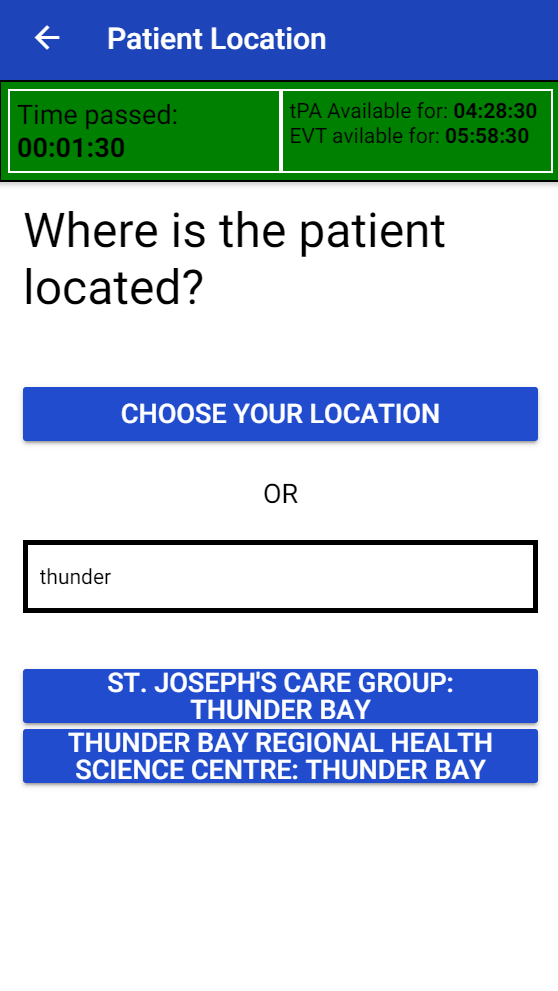 Patient Location
Time passed:
00:01:30
tPA Available for: 04:28:30
EVT avilable for: 05:58:30
Where is the patient
located?
CHOOSE YOUR LOCATION
OR
thunder
ST. JOSEPH'S CARE GROUP:
THUNDER BAY
THUNDER BAY REGIONAL HEALTH
SCIENCE CENTRE: THUNDER BAY